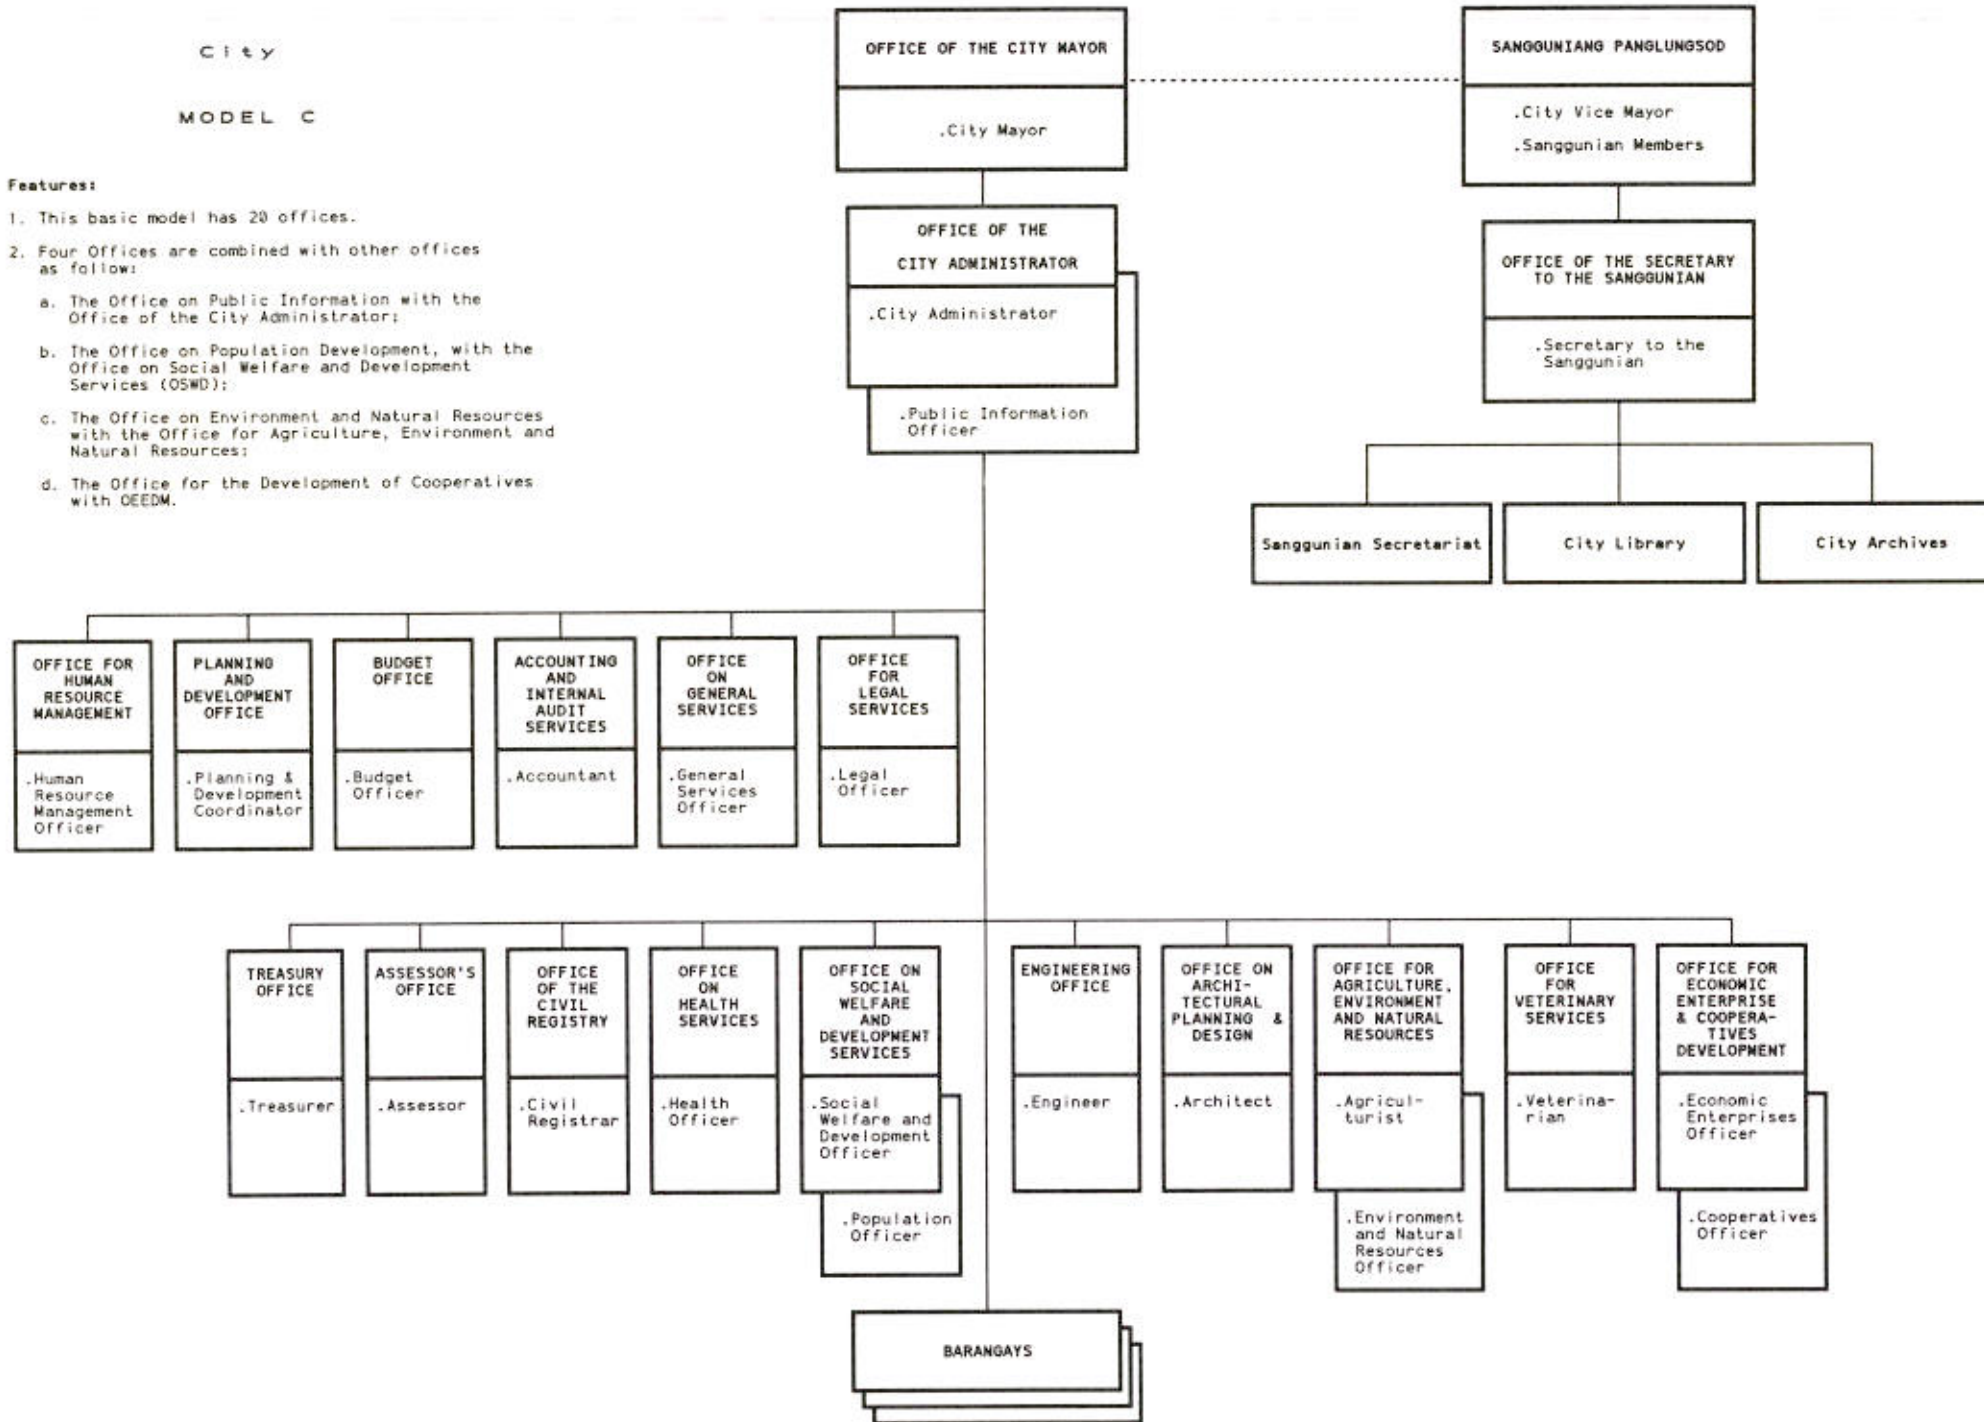 City
MODEL C
Features:
1. This basic model has 20 offices.
2. Four Offices are combined with other offices
as follow:
a. The Office on Public Information with the
Office of the City Administrator;
b. The Office on Population Development, with the
Office on Social Welfare and Development
Services (OSWD);
c. The Office on Environment and Natural Resources
with the Office for Agriculture, Environment and
Natural Resources;
d. The Office for the Development of Cooperatives
with OEEDM.
OFFICE OF THE CITY MAYOR
.City Mayor
SANGGUNIANG PANGLUNGSOD
.City Vice Mayor
.Sanggunian Members
OFFICE OF THE
CITY ADMINISTRATOR
.City Administrator
.Public Information
Officer
OFFICE OF THE SECRETARY
TO THE SANGGUNIAN
.Secretary to the
Sanggunian
Sanggunian Secretariat
City Library
City Archives
OFFICE FOR
HUMAN
RESOURCE
MANAGEMENT
.Human
Resource
Management
Officer
PLANNING
AND
DEVELOPMENT
OFFICE
.Planning &
Development
Coordinator
BUDGET
OFFICE
.Budget
Officer
ACCOUNTING
AND
INTERNAL
AUDIT
SERVICES
.Accountant
OFFICE
ON
GENERAL
SERVICES
.General
Services
Officer
OFFICE
FOR
LEGAL
SERVICES
.Legal
Officer
TREASURY
OFFICE
.Treasurer
ASSESSOR'S
OFFICE
.Assessor
OFFICE
OF THE
CIVIL
REGISTRY
.Civil
Registrar
OFFICE
ON
HEALTH
SERVICES
.Health
Officer
OFFICE ON
SOCIAL
WELFARE
AND
DEVELOPMENT
SERVICES
.Social
Welfare and
Development
Officer
.Population
Officer
ENGINEERING
OFFICE
.Engineer
OFFICE ON
ARCHI-
TECTURAL
PLANNING &
DESIGN
.Architect
OFFICE FOR
AGRICULTURE,
ENVIRONMENT
AND NATURAL
RESOURCES
.Agricul-
turist
.Environment
and Natural
Resources
Officer
OFFICE
FOR
VETERINARY
SERVICES
.Veterina-
rian
OFFICE FOR
ECONOMIC
ENTERPRISE
& COOPERA-
TIVES
DEVELOPMENT
.Economic
Enterprises
Officer
.Cooperatives
Officer
BARANGAYS